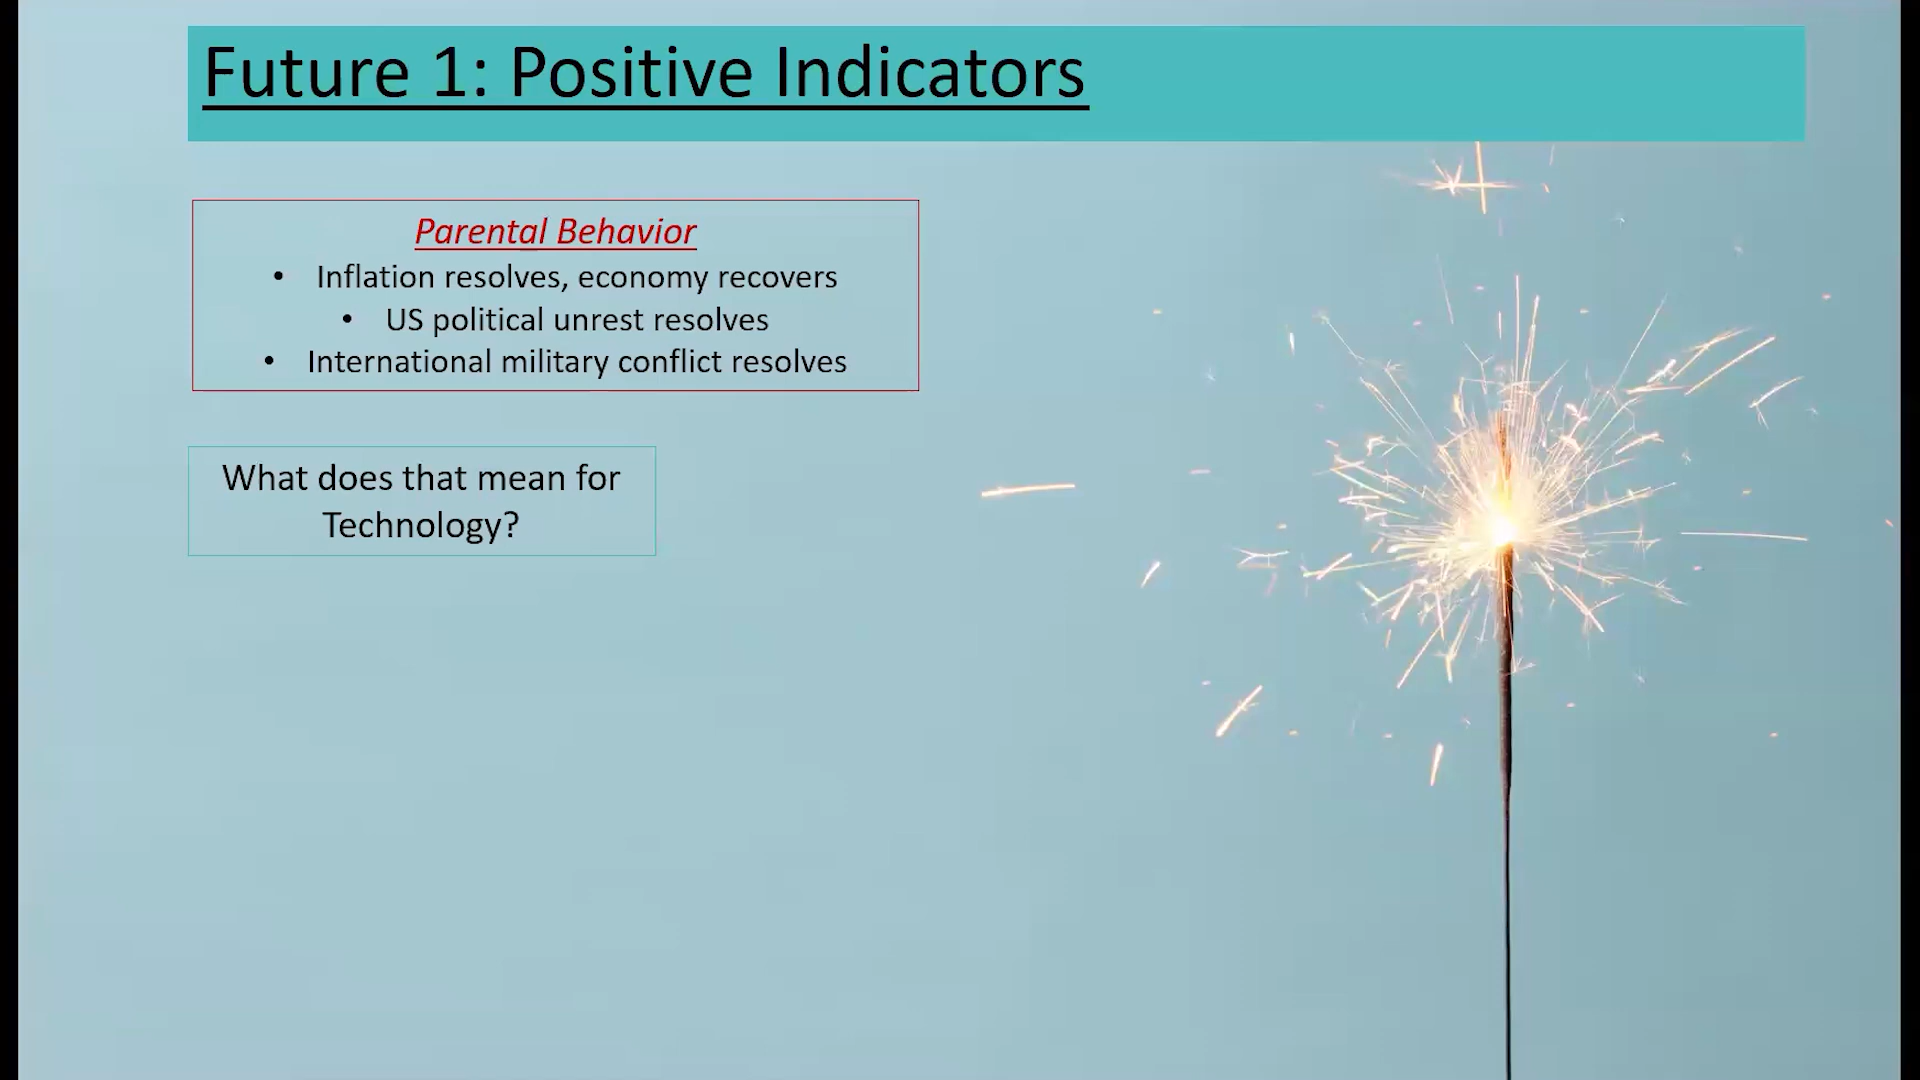 Future 1: Positive Indicators
Parental Behavior
• Inflation resolves, economy recovers
• US political unrest resolves
• International military conflict resolves
What does that mean for
Technology?